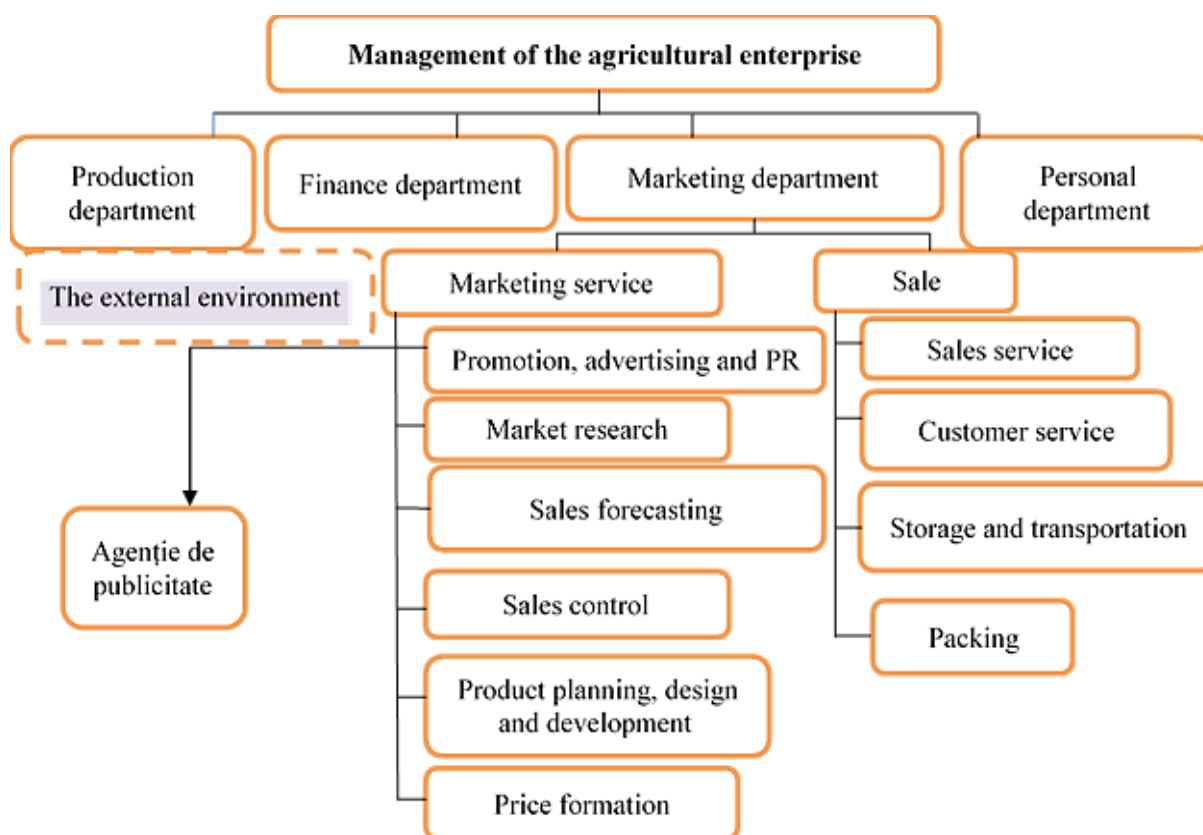 Management of the agricultural enterprise
Production
department
Finance department
Marketing department
Personal
department
The external environment
Marketing service
Sale
Promotion, advertising and PR
Sales service
Market research
Customer service
Sales forecasting
Storage and transportation
Agenție de
publicitate
Sales control
Packing
Product planning, design
and development
Price formation